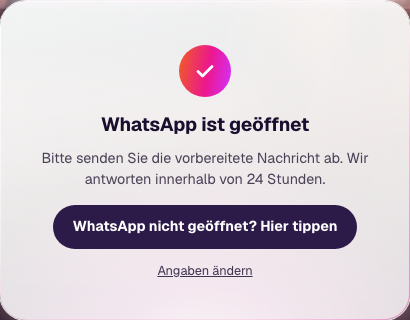 WhatsApp ist geöffnet
Bitte senden Sie die vorbereitete Nachricht ab. Wir
antworten innerhalb von 24 Stunden.
WhatsApp nicht geöffnet? Hier tippen
Angaben ändern